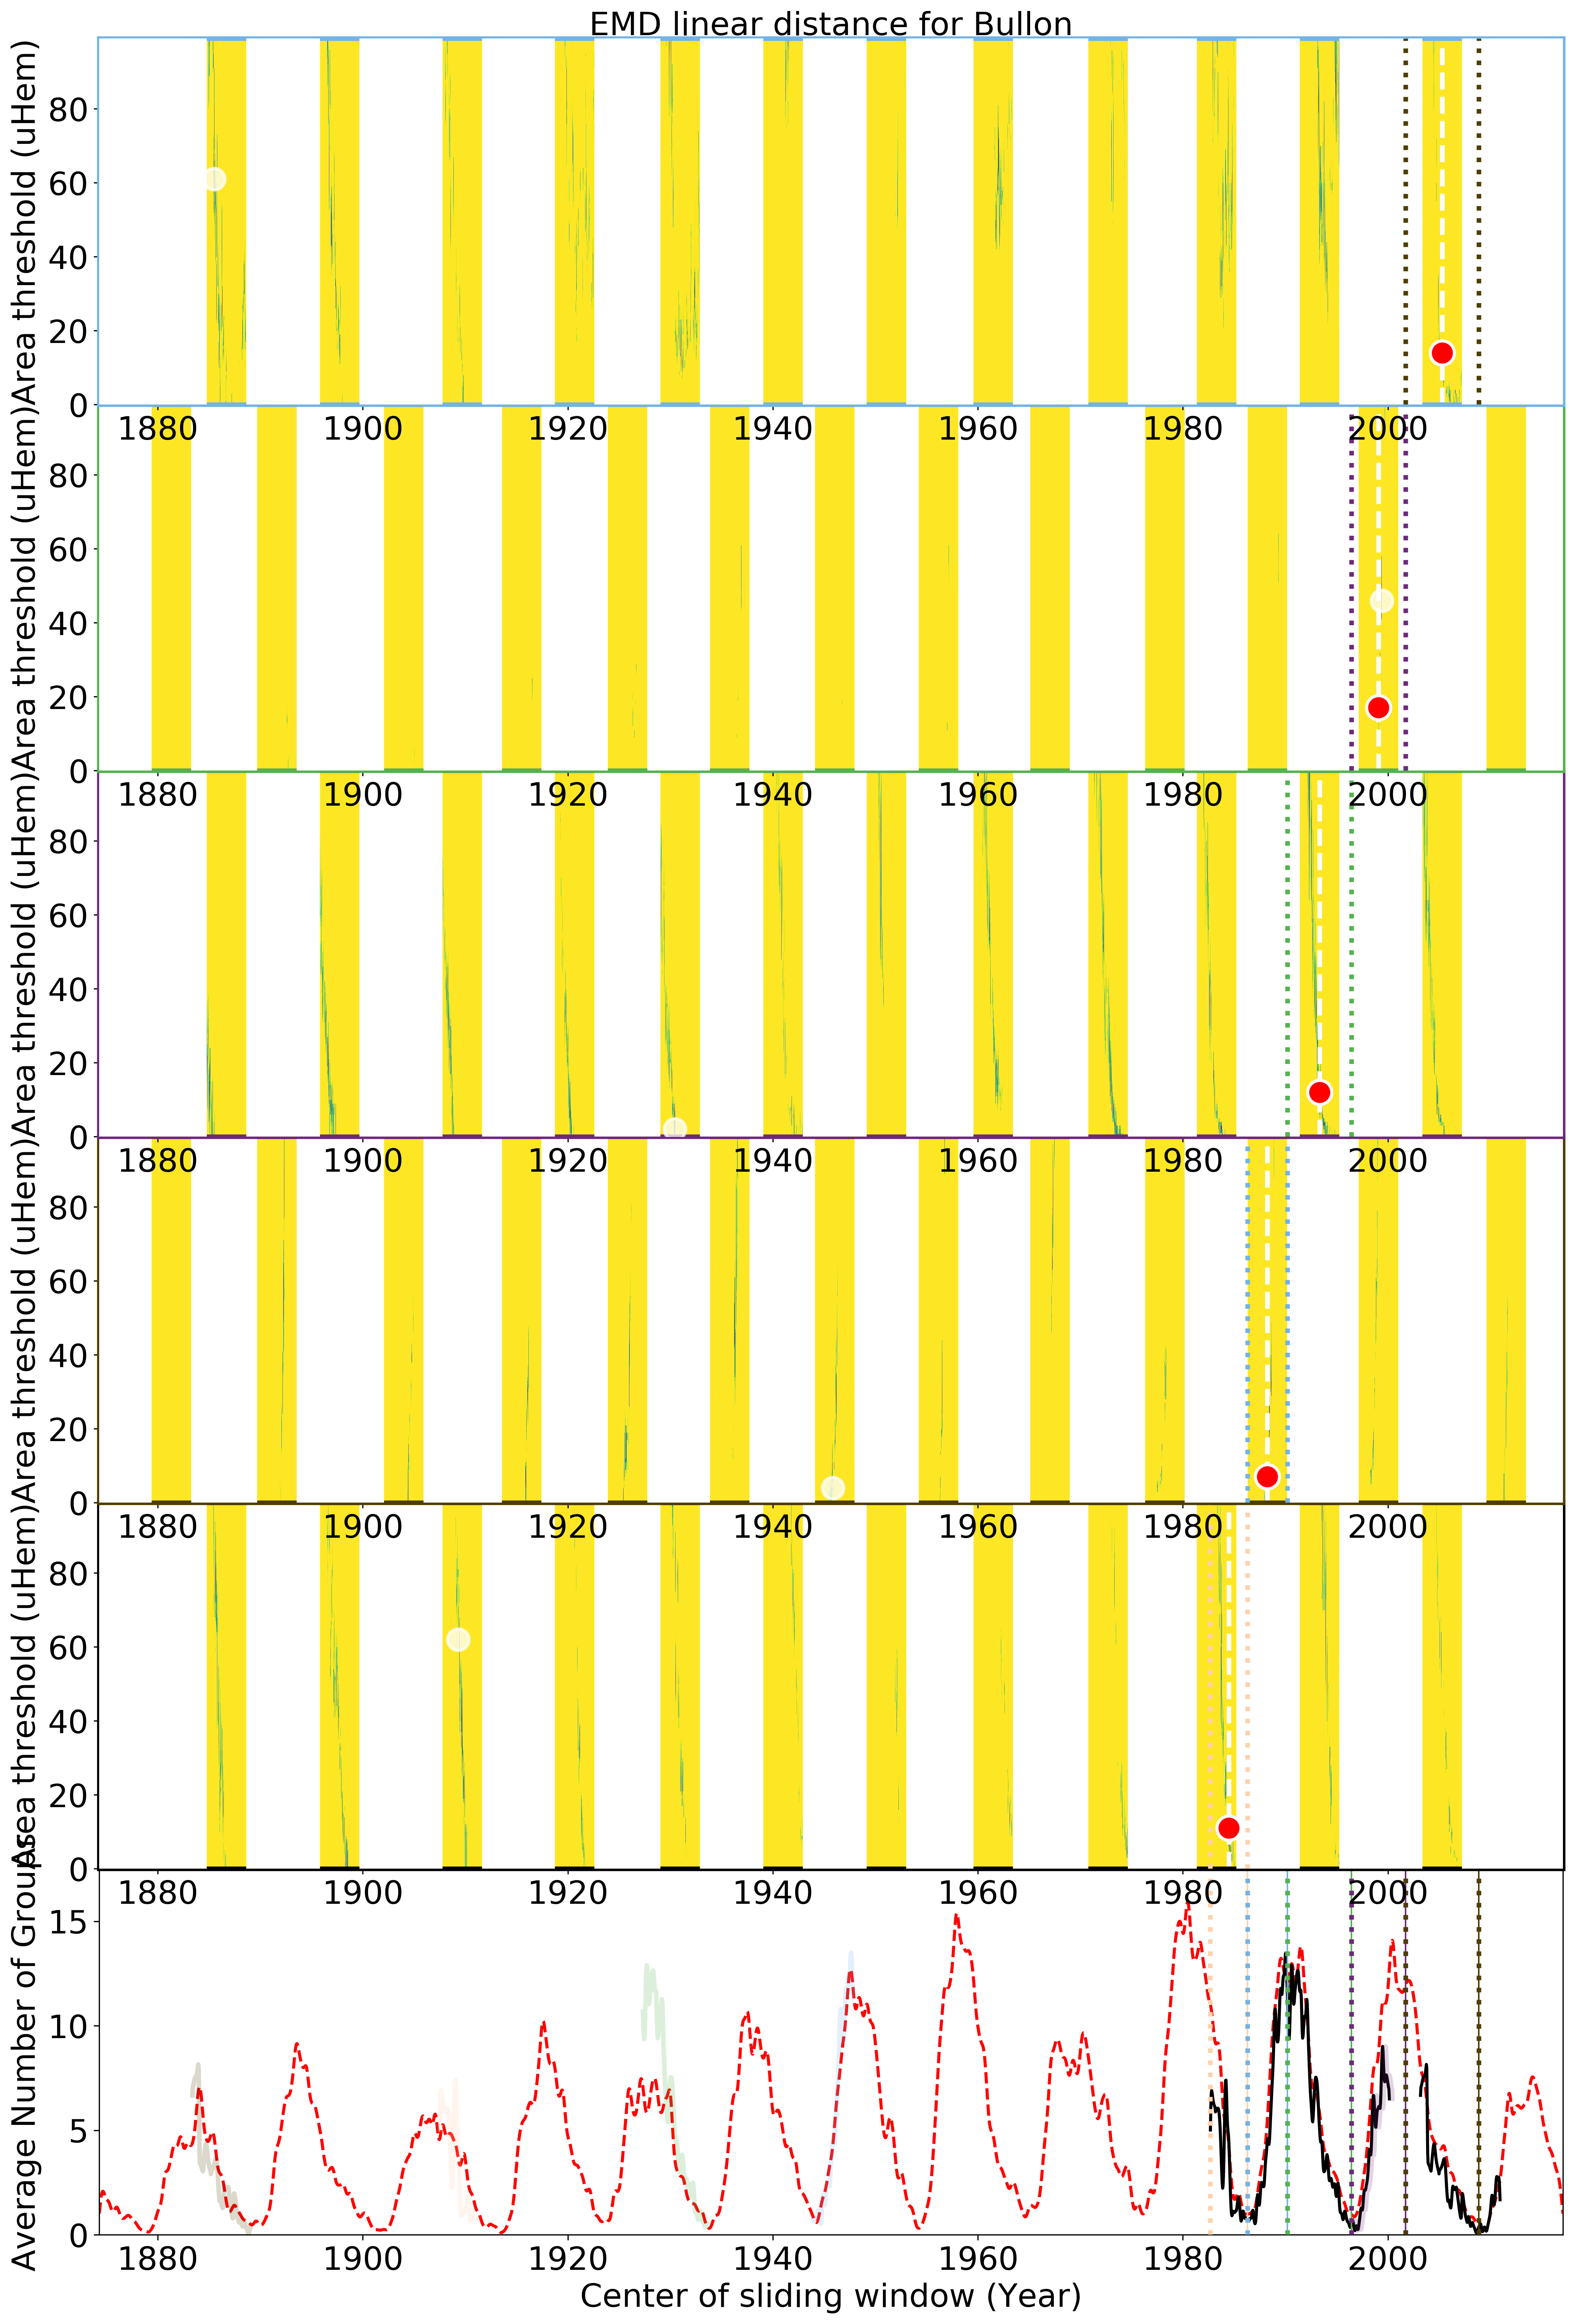 EMD linear distance for Bullon
Area threshold (uHem)
80
60
40
20
0
1880 1900 1920 1940 1960 1980 2000
Area threshold (uHem)
80
60
40
20
0
1880 1900 1920 1940 1960 1980 2000
Area threshold (uHem)
80
60
40
20
0
1880 1900 1920 1940 1960 1980 2000
Area threshold (uHem)
80
60
40
20
0
1880 1900 1920 1940 1960 1980 2000
Area threshold (uHem)
80
60
40
20
0
1880 1900 1920 1940 1960 1980 2000
Average Number of Groups
15
10
5
0
1880 1900 1920 1940 1960 1980 2000
Center of sliding window (Year)